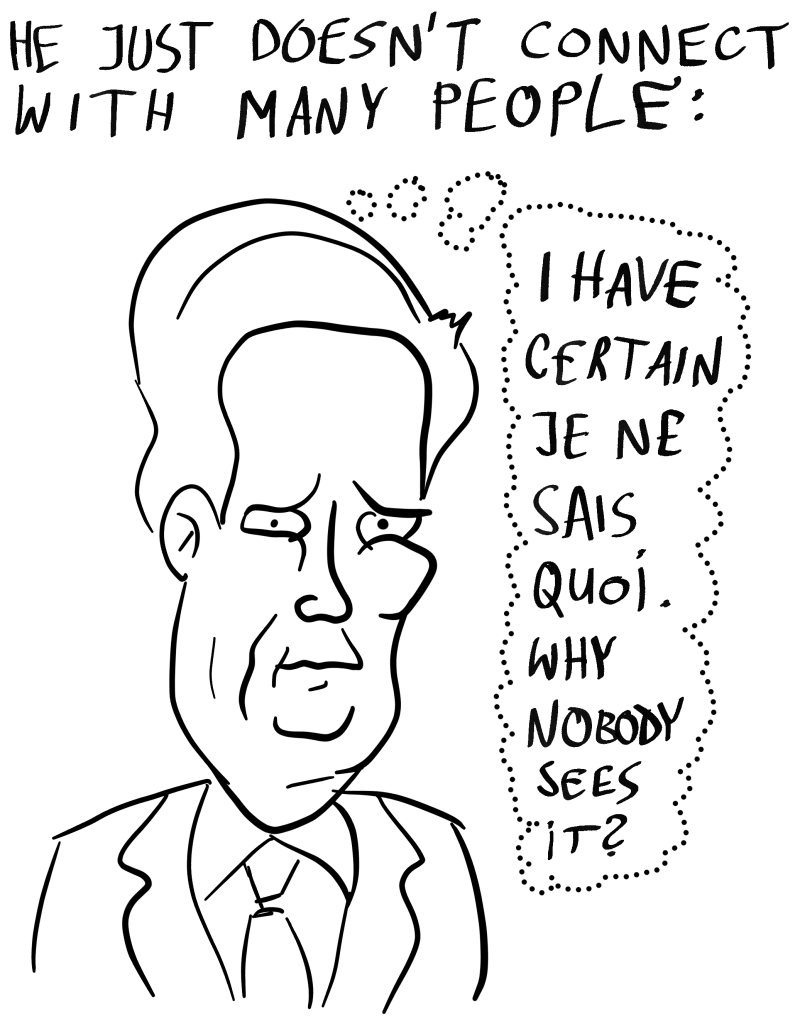 HE JUST DOESN'T CONNECT
WITH MANY PEOPLE:
I HAVE
CERTAIN
JE NE
SAIS
QUOI.
WHY
NOBODY
SEES
IT?